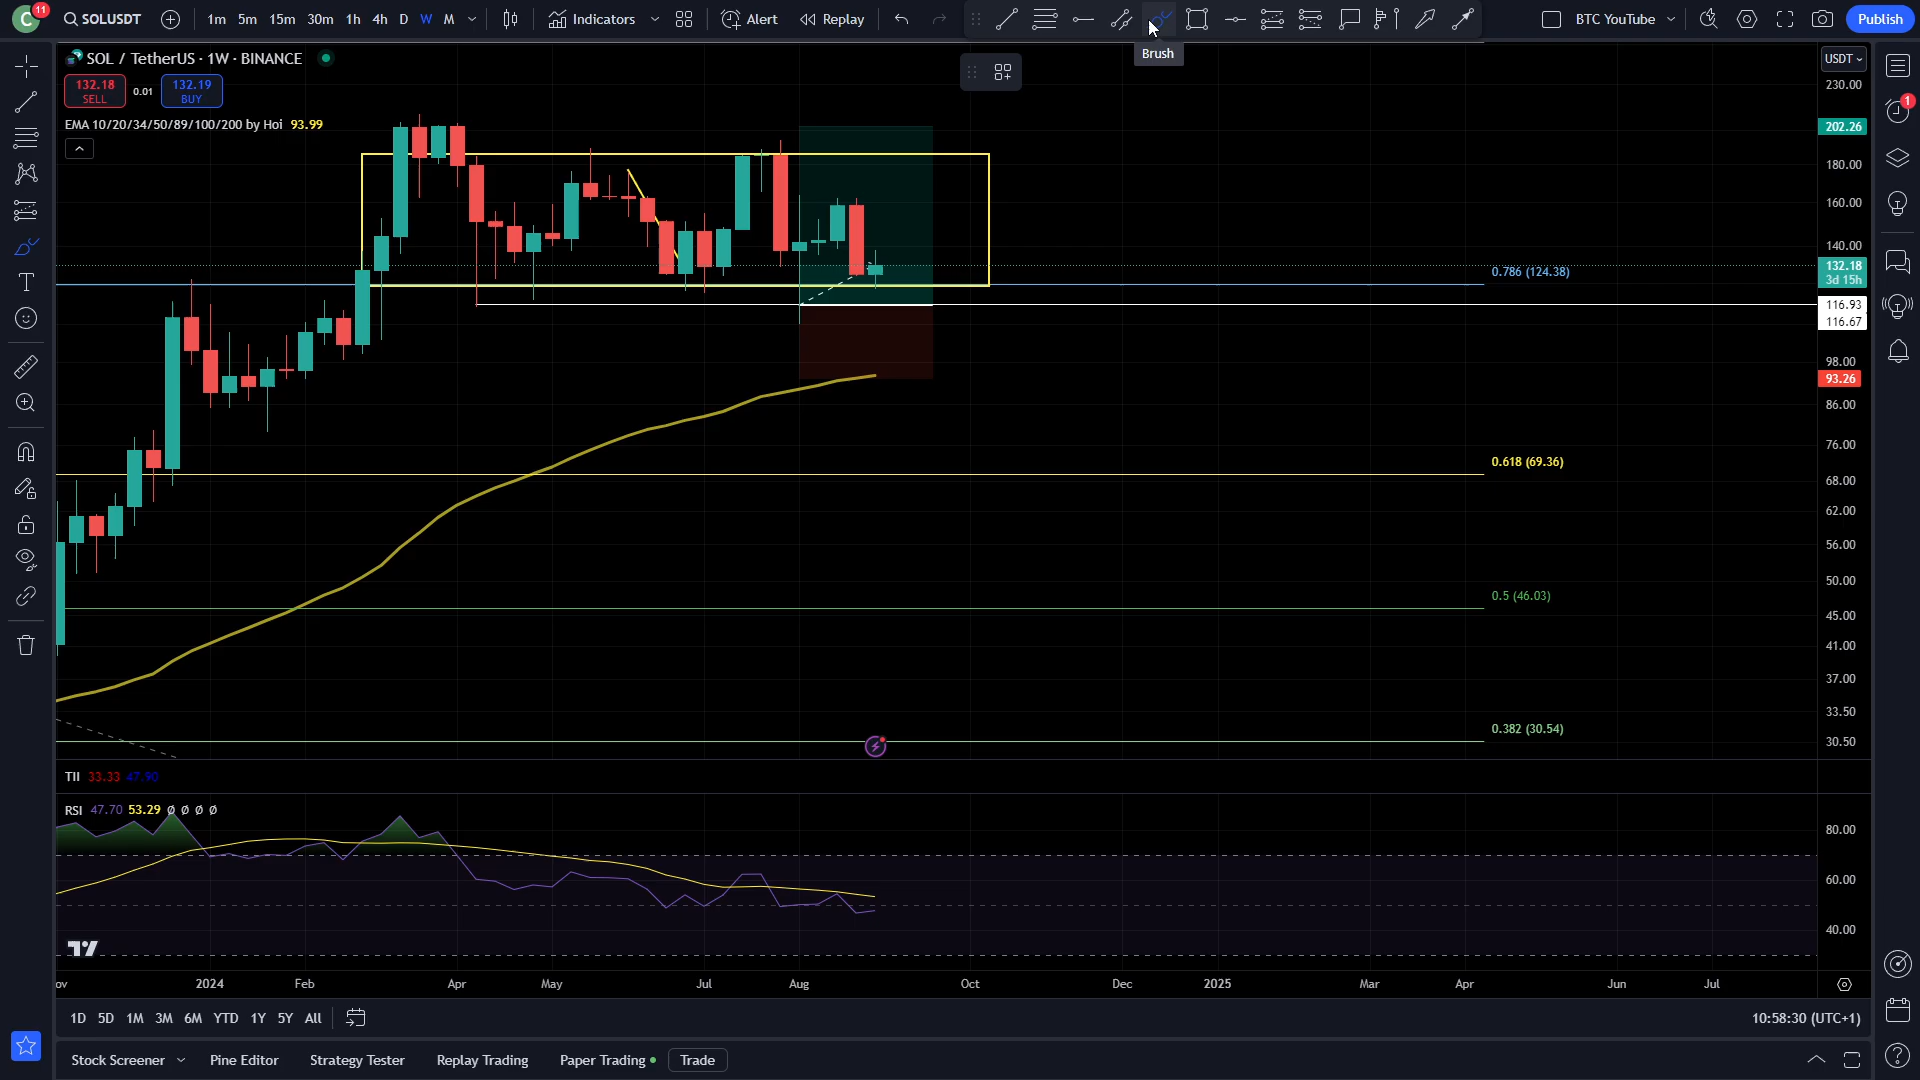 C 11 SOLUSDT 1m 5m 15m 30m 1h 4h D W M Indicators Alert Replay BTC YouTube Publish
Brush
SOL / TetherUS · 1W · BINANCE
USDT
132.18 SELL 0.01 132.19 BUY
EMA 10/20/34/50/89/100/200 by Hoi 93.99
230.00
1
202.26
180.00
160.00
140.00
132.18
3d 15h
0.786 (124.38)
116.93
116.67
98.00
93.26
86.00
76.00
0.618 (69.36)
68.00
62.00
56.00
50.00
0.5 (46.03)
45.00
41.00
37.00
33.50
0.382 (30.54)
30.50
TII 33.33 47.90
RSI 47.70 53.29 Ø Ø Ø Ø
80.00
60.00
40.00
ov 2024 Feb Apr May Jul Aug Oct Dec 2025 Mar Apr Jun Jul
1D 5D 1M 3M 6M YTD 1Y 5Y All 10:58:30 (UTC+1)
Stock Screener Pine Editor Strategy Tester Replay Trading Paper Trading Trade